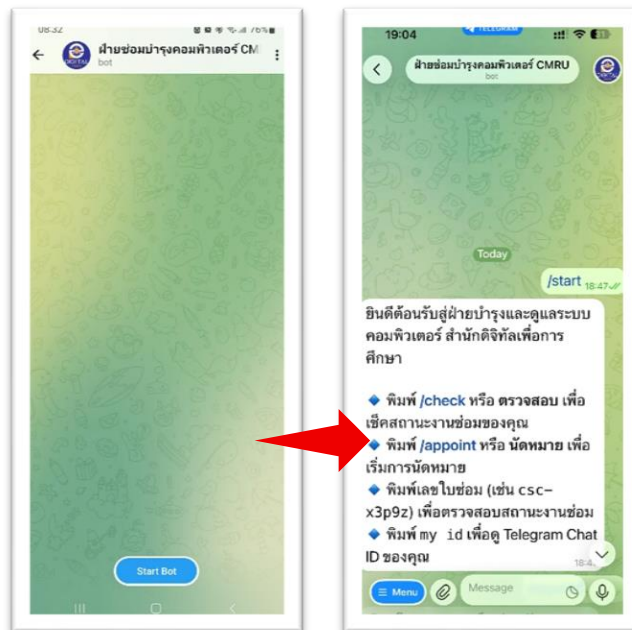 08:32
76%
ฝ่ายซ่อมบำรุงคอมพิวเตอร์ CM
bot
DIGITAL
Start Bot
19:04
TELEGRAM
ฝ่ายซ่อมบำรุงคอมพิวเตอร์ CMRU
bot
Today
/start 18:47
ยินดีต้อนรับสู่ฝ่ายบำรุงและดูแลระบบ
คอมพิวเตอร์ สำนักดิจิทัลเพื่อการ
ศึกษา
🔹 พิมพ์ /check หรือ ตรวจสอบ เพื่อ
เช็คสถานะงานซ่อมของคุณ
🔹 พิมพ์ /appoint หรือ นัดหมาย เพื่อ
เริ่มการนัดหมาย
🔹 พิมพ์เลขใบซ่อม (เช่น csc-
x3p9z) เพื่อตรวจสอบสถานะงานซ่อม
🔹 พิมพ์ my id เพื่อดู Telegram Chat
ID ของคุณ
Menu
Message